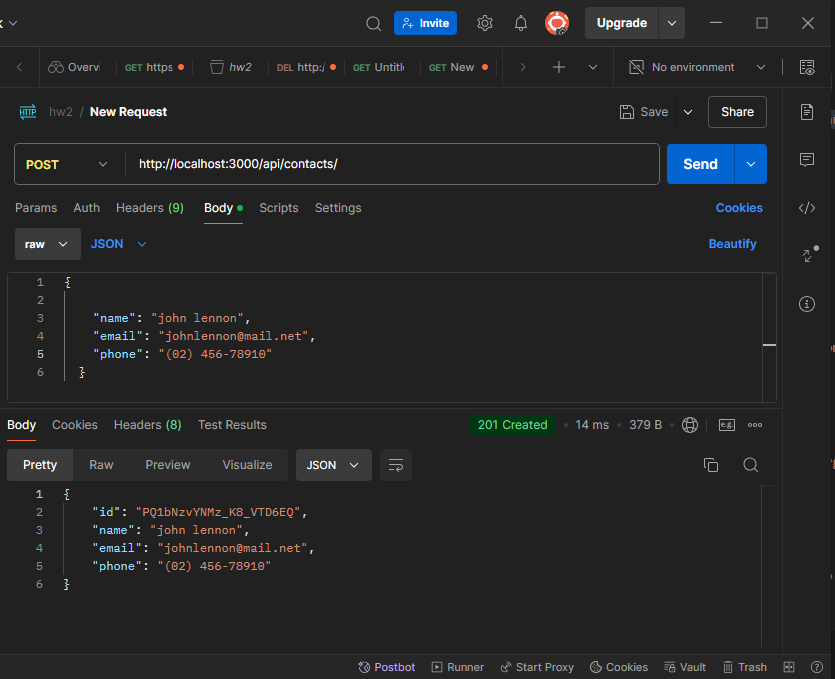 Invite
Upgrade
Overv
GET https
hw2
DEL http:/
GET Untitl
GET New
No environment
HTTP hw2 / New Request
Save
Share
POST
http://localhost:3000/api/contacts/
Send
Params Auth Headers (9) Body Scripts Settings
Cookies
raw
JSON
Beautify
1 {
2
3 "name": "john lennon",
4 "email": "johnlennon@mail.net",
5 "phone": "(02) 456-78910"
6 }
Body Cookies Headers (8) Test Results
201 Created • 14 ms • 379 B
e.g.
Pretty Raw Preview Visualize
JSON
1 {
2 "id": "PQ1bNzvYNMz_K8_VTD6EQ",
3 "name": "john lennon",
4 "email": "johnlennon@mail.net",
5 "phone": "(02) 456-78910"
6 }
Postbot Runner Start Proxy Cookies Vault Trash